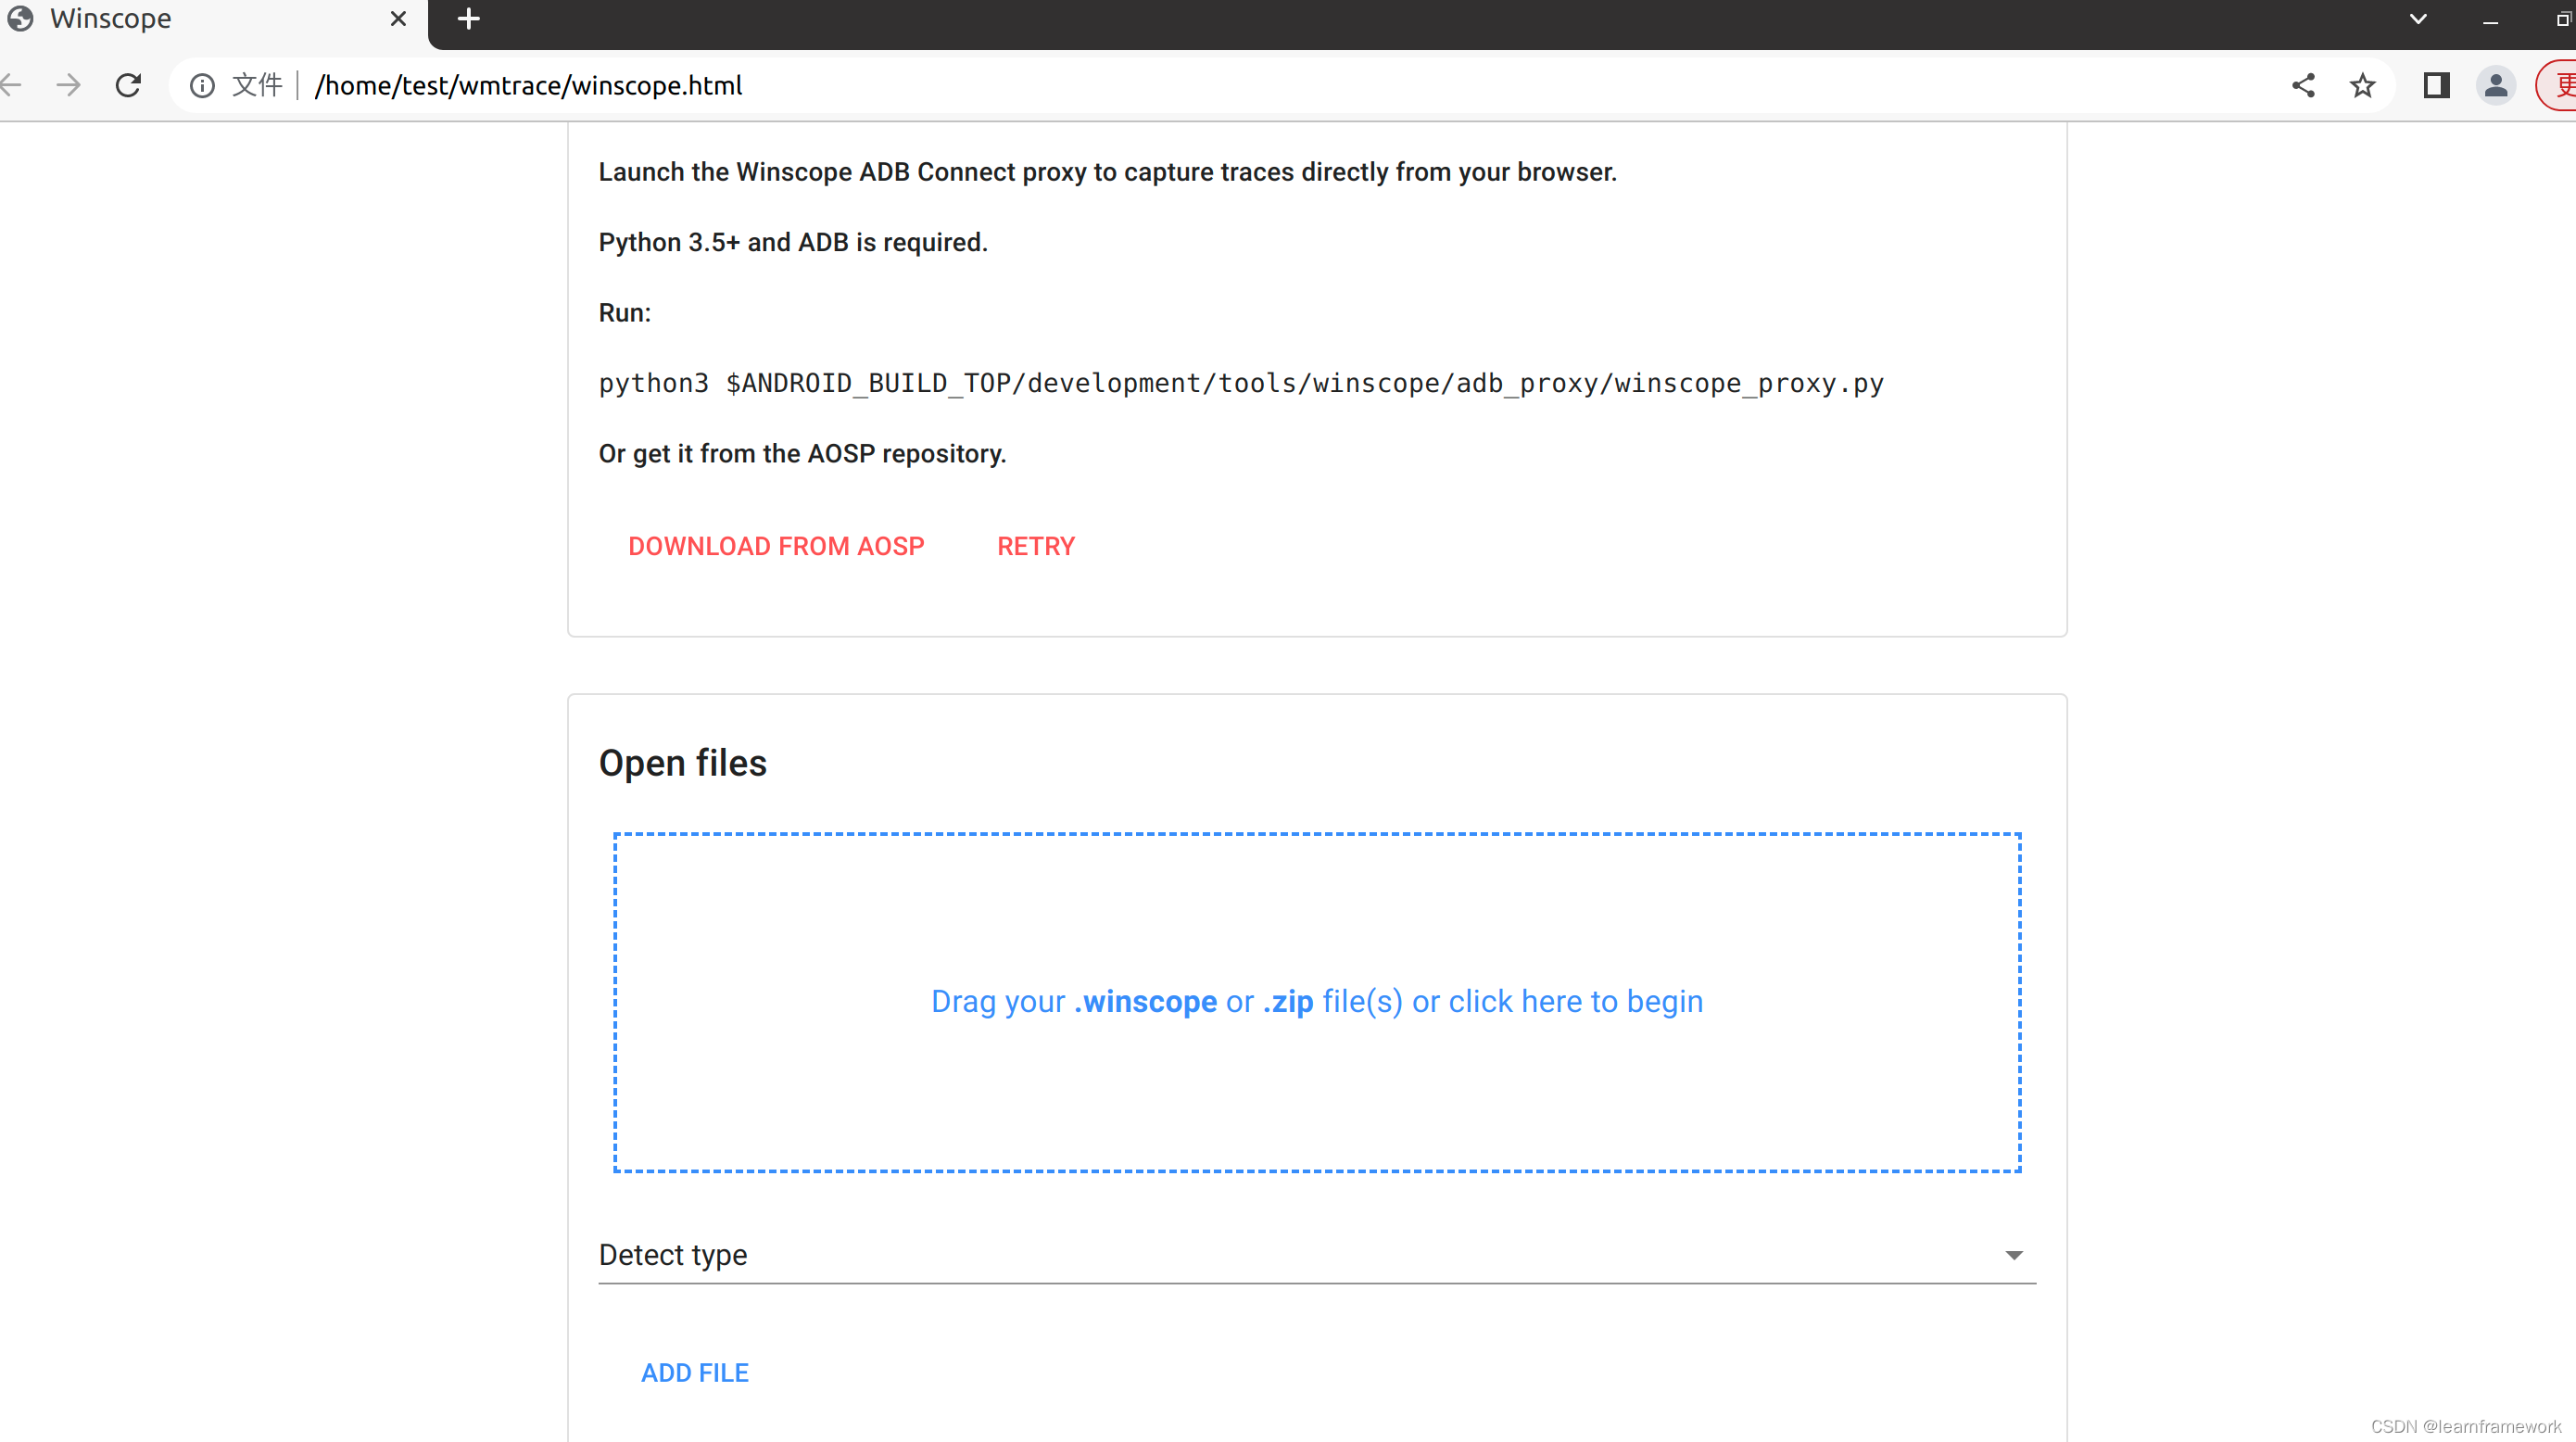 Winscope
文件 /home/test/wmtrace/winscope.html
更
Launch the Winscope ADB Connect proxy to capture traces directly from your browser.
Python 3.5+ and ADB is required.
Run:
python3 $ANDROID_BUILD_TOP/development/tools/winscope/adb_proxy/winscope_proxy.py
Or get it from the AOSP repository.
DOWNLOAD FROM AOSP RETRY
Open files
Drag your .winscope or .zip file(s) or click here to begin
Detect type
ADD FILE
CSDN @learnframework